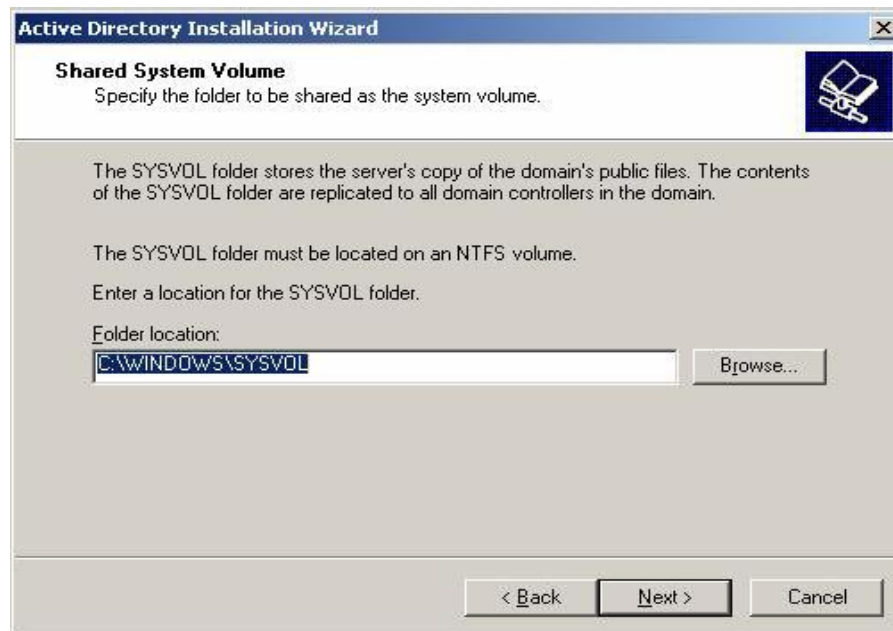 Active Directory Installation Wizard
Shared System Volume
Specify the folder to be shared as the system volume.
The SYSVOL folder stores the server's copy of the domain's public files. The contents
of the SYSVOL folder are replicated to all domain controllers in the domain.
The SYSVOL folder must be located on an NTFS volume.
Enter a location for the SYSVOL folder.
Folder location:
C:\WINDOWS\SYSVOL
Browse...
< Back
Next >
Cancel